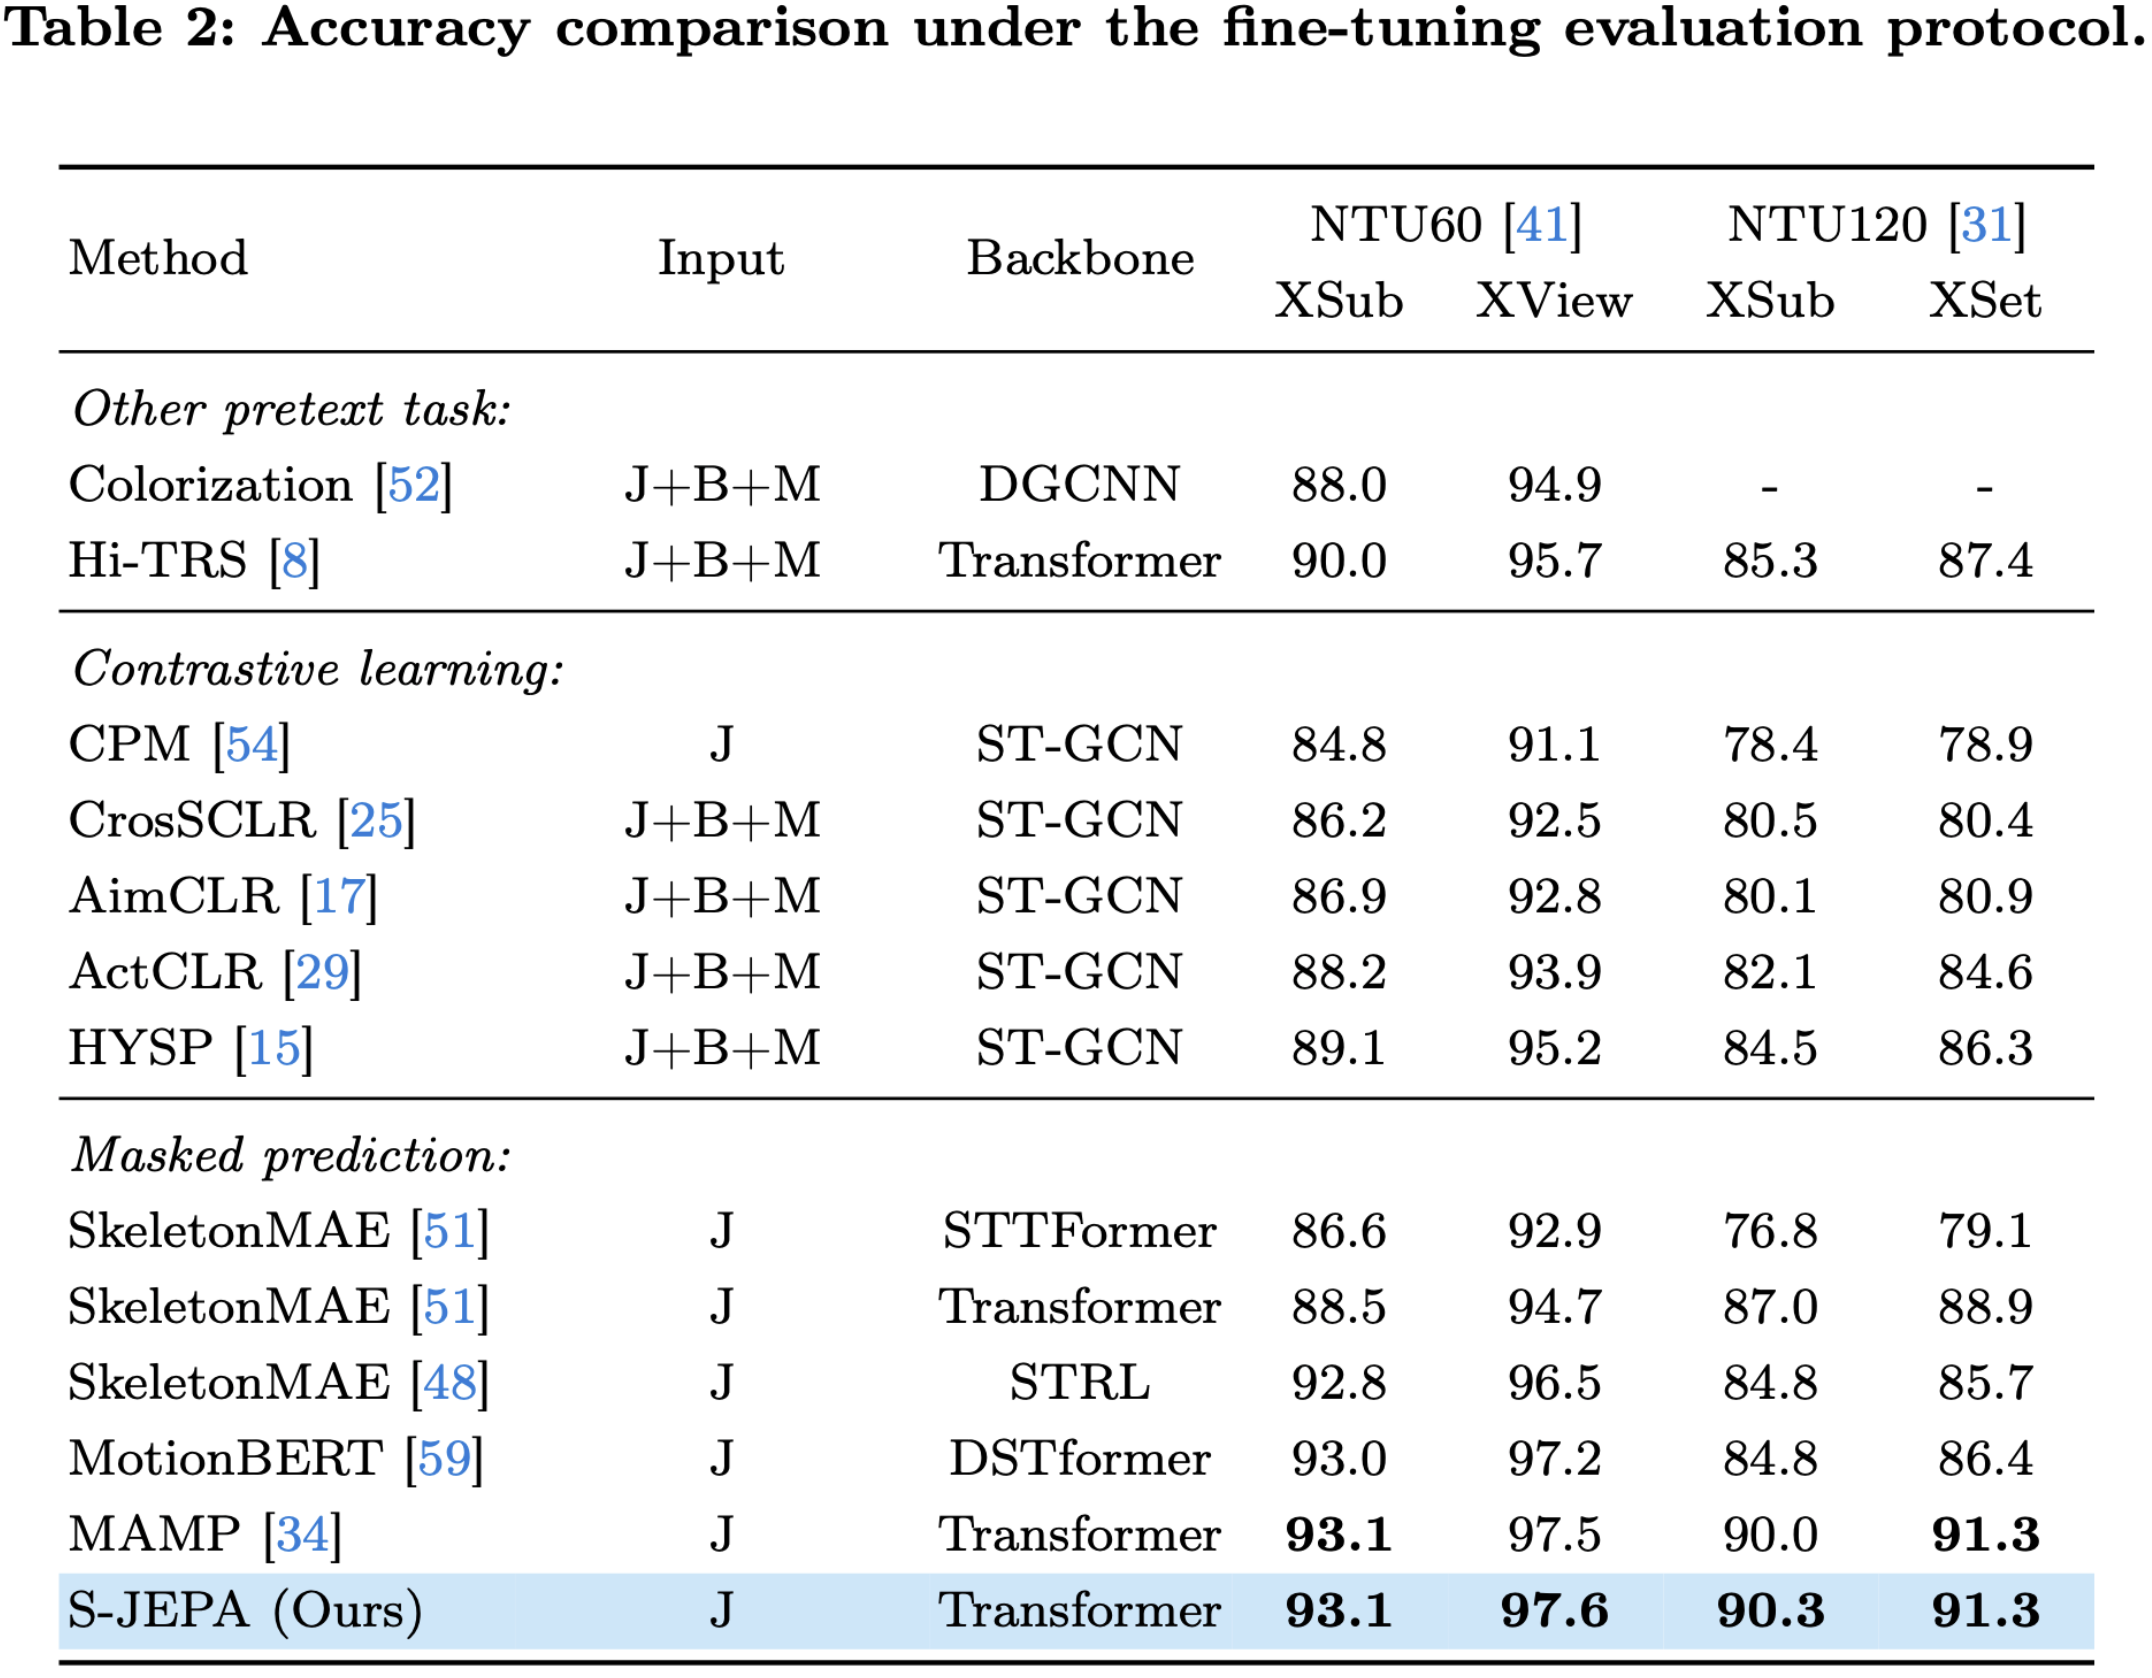 Table 2: Accuracy comparison under the fine-tuning evaluation protocol.
Method Input Backbone NTU60 [41] NTU120 [31]
XSub XView XSub XSet
Other pretext task:
Colorization [52] J+B+M DGCNN 88.0 94.9 - -
Hi-TRS [8] J+B+M Transformer 90.0 95.7 85.3 87.4
Contrastive learning:
CPM [54] J ST-GCN 84.8 91.1 78.4 78.9
CrosSCLR [25] J+B+M ST-GCN 86.2 92.5 80.5 80.4
AimCLR [17] J+B+M ST-GCN 86.9 92.8 80.1 80.9
ActCLR [29] J+B+M ST-GCN 88.2 93.9 82.1 84.6
HYSP [15] J+B+M ST-GCN 89.1 95.2 84.5 86.3
Masked prediction:
SkeletonMAE [51] J STTFormer 86.6 92.9 76.8 79.1
SkeletonMAE [51] J Transformer 88.5 94.7 87.0 88.9
SkeletonMAE [48] J STRL 92.8 96.5 84.8 85.7
MotionBERT [59] J DSTformer 93.0 97.2 84.8 86.4
MAMP [34] J Transformer 93.1 97.5 90.0 91.3
S-JEPA (Ours) J Transformer 93.1 97.6 90.3 91.3